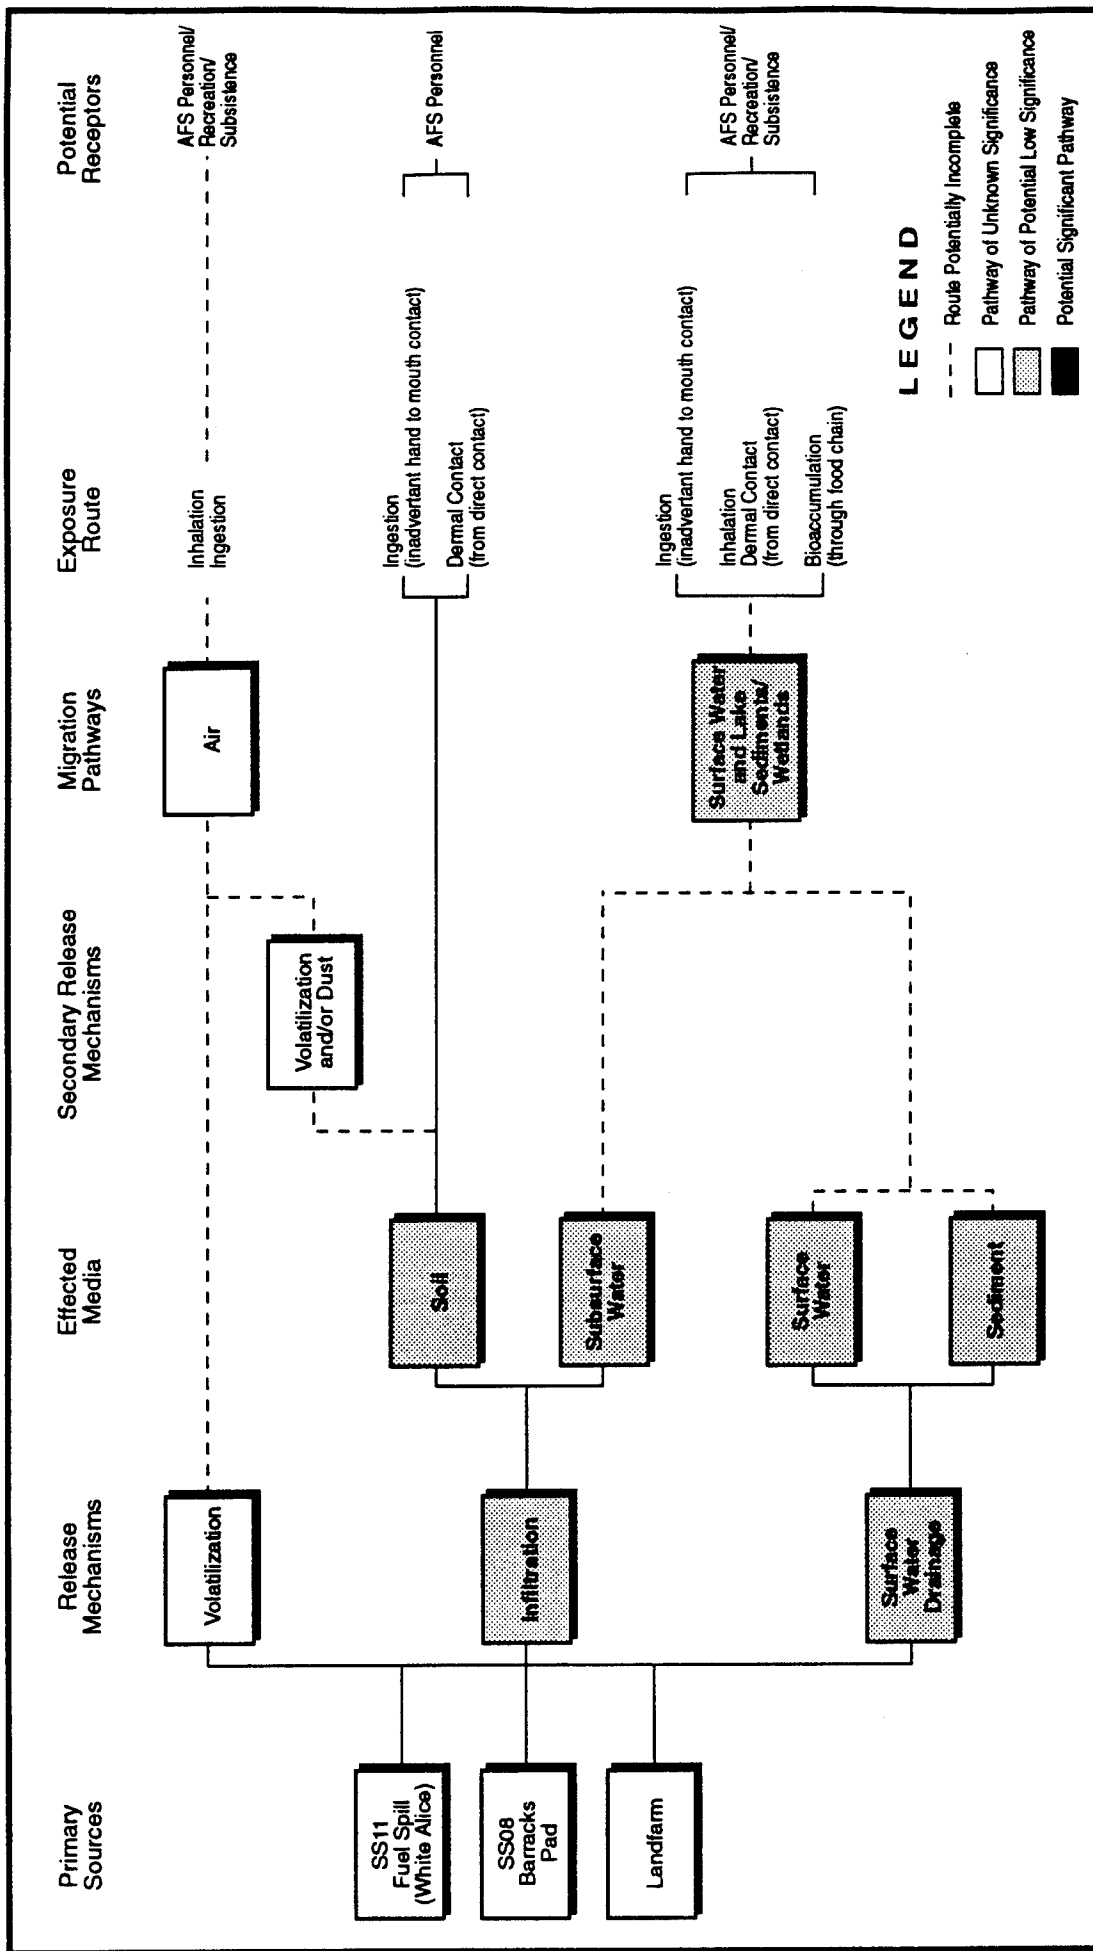 Primary
Sources
Release
Mechanisms
Effected
Media
Secondary Release
Mechanisms
Migration
Pathways
Exposure
Route
Potential
Receptors
SS11
Fuel Spill
(White Alice)
SS08
Barracks
Pad
Landfarm
Volatilization
Infiltration
Surface
Water
Drainage
Soil
Subsurface
Water
Surface
Water
Sediment
Volatilization
and/or Dust
Air
Surface Water
and Lake
Sediments/
Wetlands
Inhalation
Ingestion
Ingestion
(inadvertant hand to mouth contact)
Dermal Contact
(from direct contact)
Ingestion
(inadvertant hand to mouth contact)
Inhalation
Dermal Contact
(from direct contact)
Bioaccumulation
(through food chain)
AFS Personnel/
Recreation/
Subsistence
AFS Personnel
AFS Personnel/
Recreation/
Subsistence
LEGEND
Route Potentially Incomplete
Pathway of Unknown Significance
Pathway of Potential Low Significance
Potential Significant Pathway